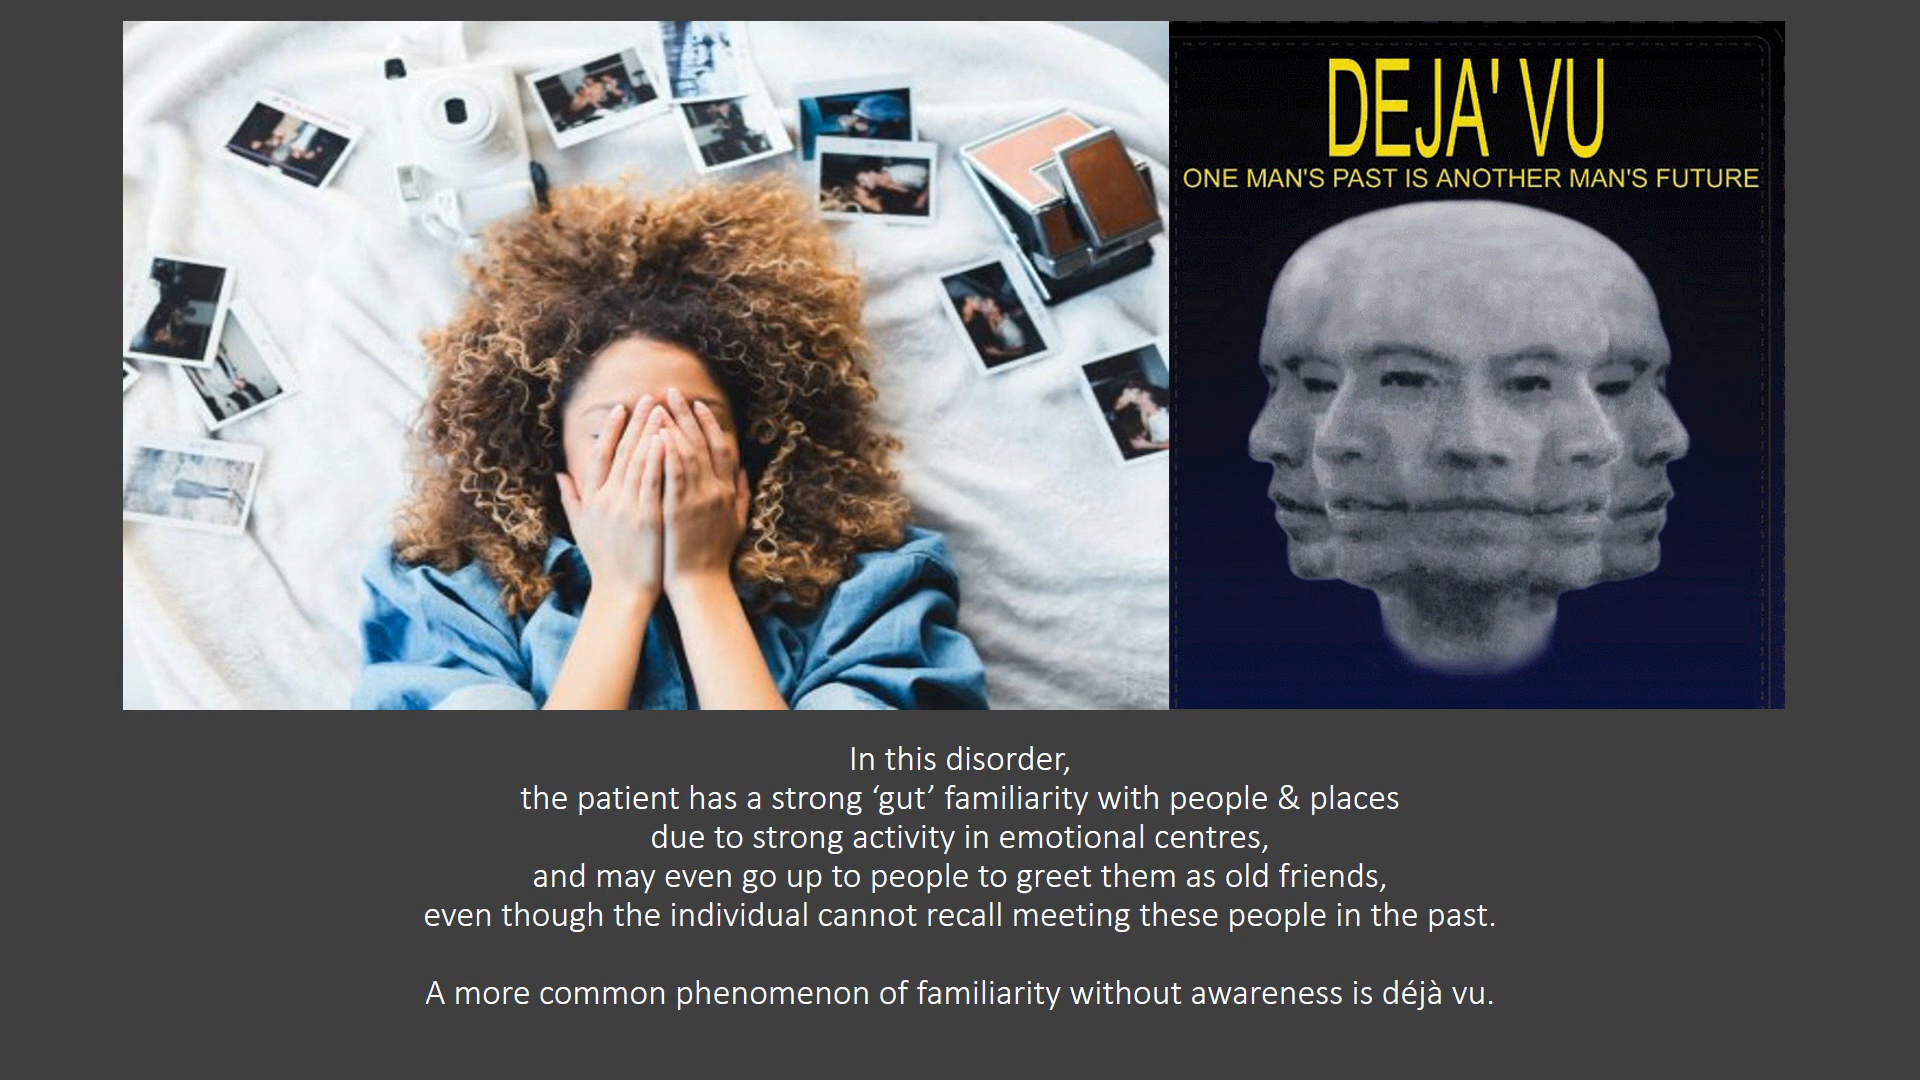 DEJA' VU
ONE MAN'S PAST IS ANOTHER MAN'S FUTURE
In this disorder,
the patient has a strong ‘gut’ familiarity with people & places
due to strong activity in emotional centres,
and may even go up to people to greet them as old friends,
even though the individual cannot recall meeting these people in the past.
A more common phenomenon of familiarity without awareness is déjà vu.